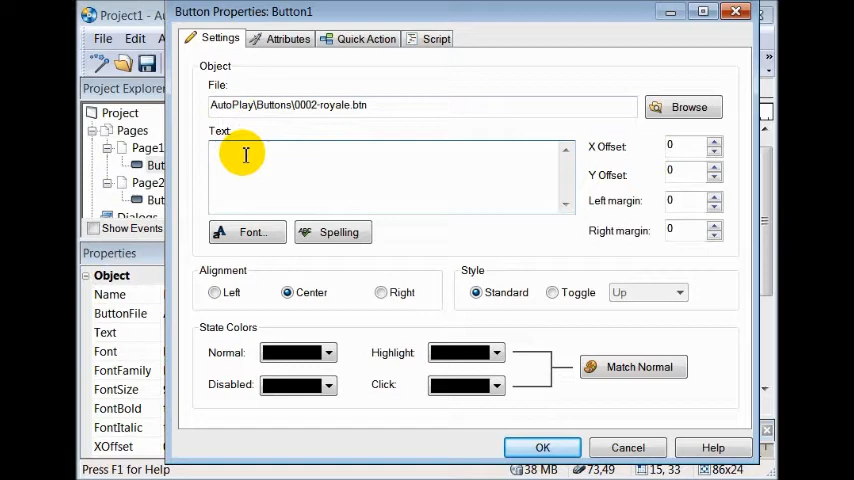 Project1 - Au
Button Properties: Button1
File
Edit
Settings
Attributes
Quick Action
Script
Object
File:
AutoPlay\Buttons\0002-royale.btn
Browse
Text:
X Offset:
0
Y Offset:
0
Left margin:
0
Right margin:
0
Font...
ABC
Spelling
Alignment
Left
Center
Right
Style
Standard
Toggle
Up
State Colors
Normal:
Highlight:
Disabled:
Click:
Match Normal
OK
Cancel
Help
Project Explorer
Project
Pages
Page1
But
Page2
But
Dialogs
Show Events
Properties
Object
Name
ButtonFile
Text
Font
FontFamily
FontSize
FontBold
FontItalic
XOffset
Press F1 for Help
38 MB
73,49
15, 33
86x24